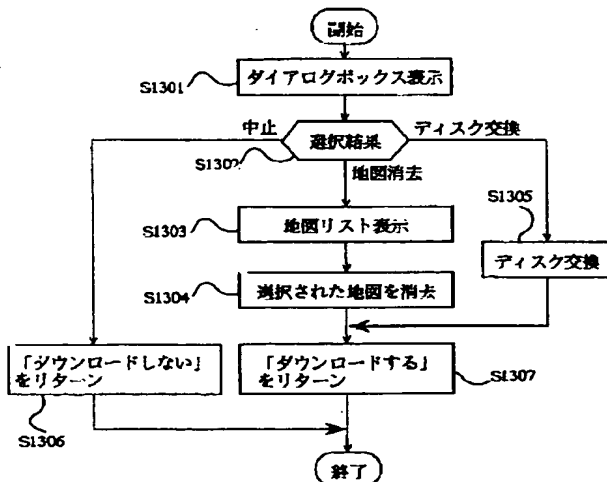 開始
S1301
ダイアログボックス表示
中止
選択結果
ディスク交換
S1302
地図消去
S1303
地図リスト表示
S1305
ディスク交換
S1304
選択された地図を消去
「ダウンロードしない」
をリターン
「ダウンロードする」
をリターン
S1306
S1307
終了